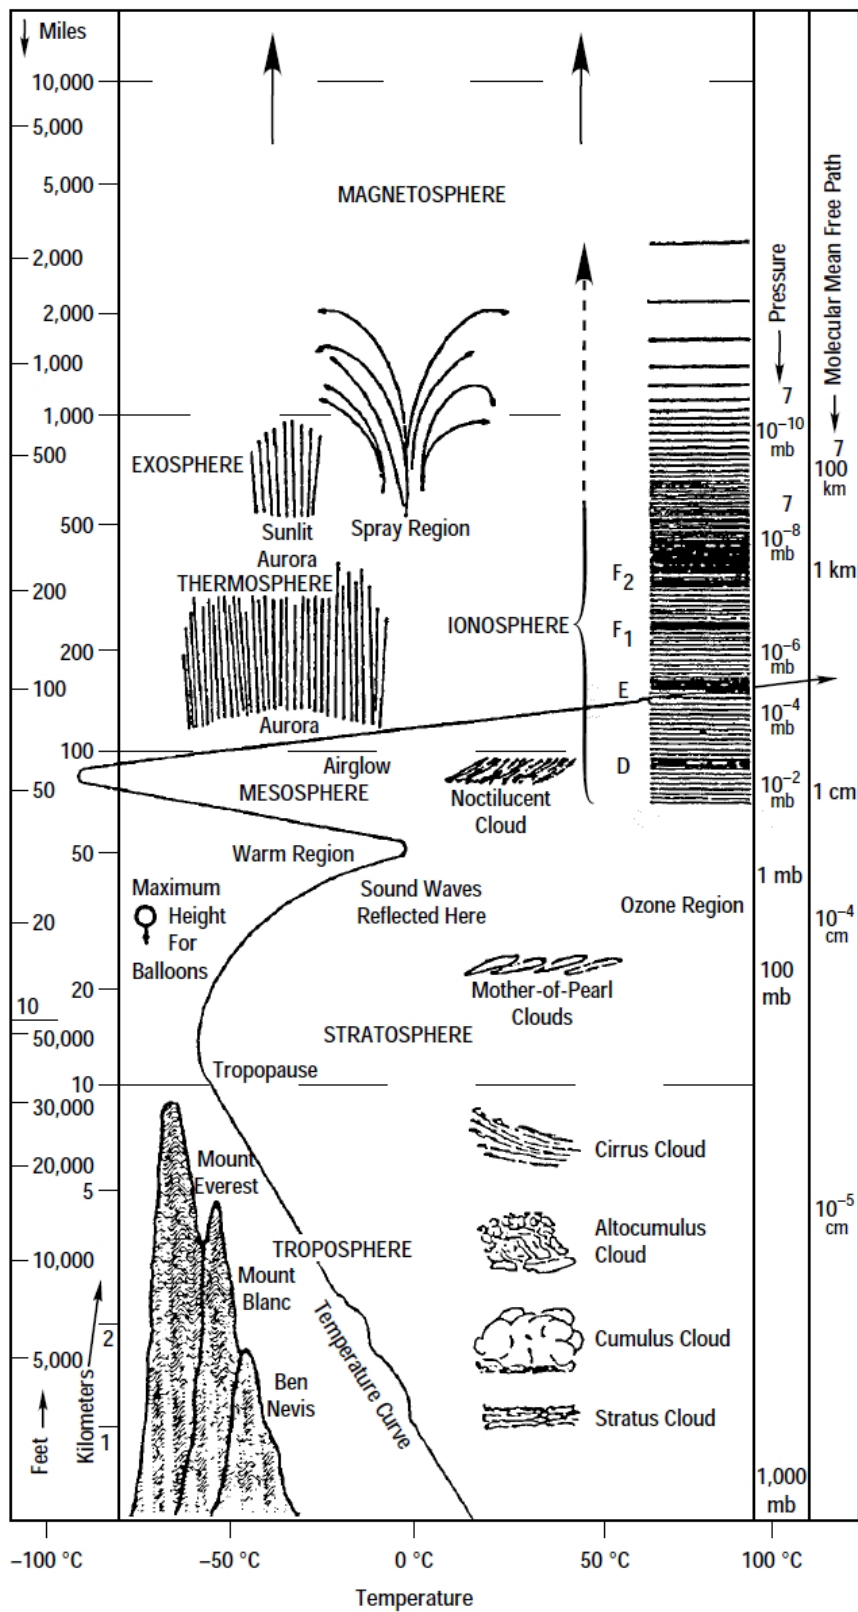 Miles
10,000
5,000
5,000
MAGNETOSPHERE
2,000
2,000
1,000
1,000
500
EXOSPHERE
Sunlit
Aurora
Spray Region
500
THERMOSPHERE
200
IONOSPHERE
F2
F1
E
D
200
100
Aurora
100
Airglow
50
MESOSPHERE
Noctilucent
Cloud
50
Warm Region
Maximum
Height
For
Balloons
Sound Waves
Reflected Here
Ozone Region
20
20
Mother-of-Pearl
Clouds
10
50,000
STRATOSPHERE
Tropopause
10
30,000
20,000
5
Mount
Everest
Cirrus Cloud
10,000
TROPOSPHERE
Altocumulus
Cloud
Mount
Blanc
2
5,000
Cumulus Cloud
Ben
Nevis
Temperature Curve
Stratus Cloud
1
Feet
Kilometers
Pressure
7
10–10
mb
7
10–8
mb
10–6
mb
10–4
mb
10–2
mb
1 mb
100
mb
1,000
mb
Molecular Mean Free Path
7
100
km
1 km
1 cm
10–4
cm
10–5
cm
–100 °C
–50 °C
0 °C
50 °C
100 °C
Temperature